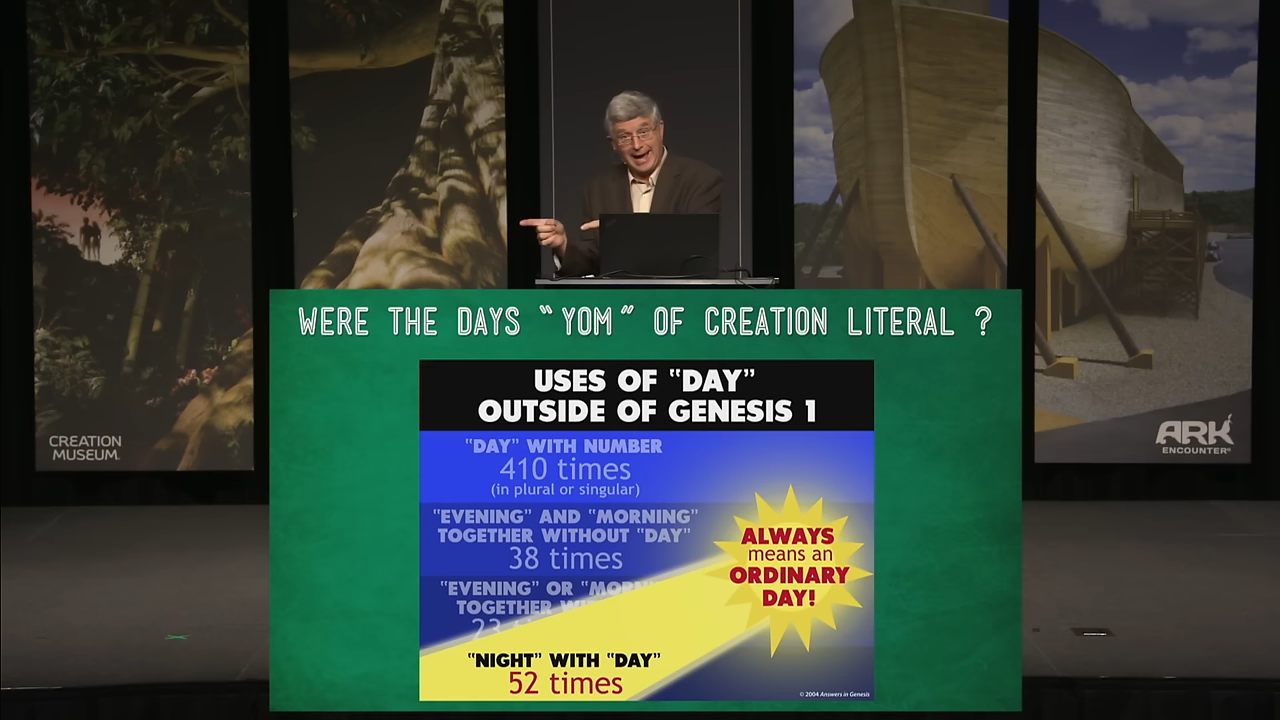 WERE THE DAYS “YOM” OF CREATION LITERAL ?
USES OF “DAY”
OUTSIDE OF GENESIS 1
“DAY” WITH NUMBER
410 times
(in plural or singular)
“EVENING” AND “MORNING”
TOGETHER WITHOUT “DAY”
38 times
“EVENING” OR
TOGETHER
“NIGHT” WITH “DAY”
52 times
ALWAYS
means an
ORDINARY
DAY!
© 2004 Answers in Genesis
CREATION
MUSEUM
ARK
ENCOUNTER®